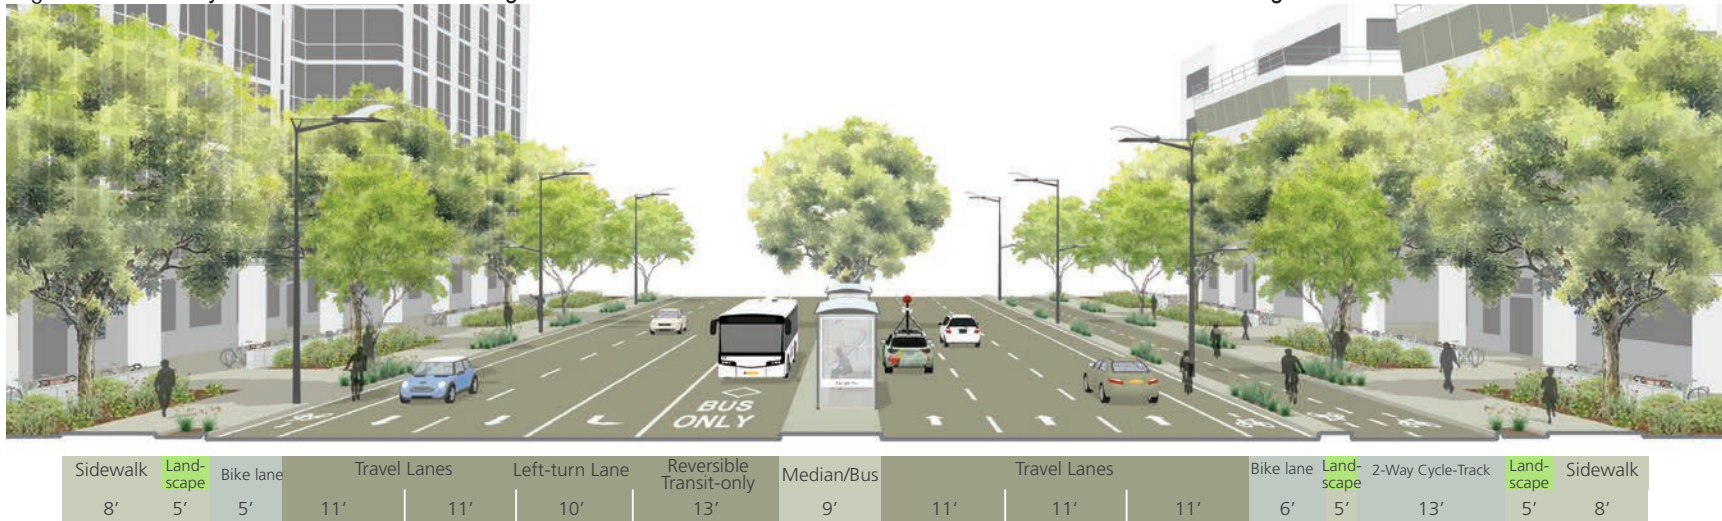 BUS
ONLY
Sidewalk Land-scape Bike lane Travel Lanes Left-turn Lane Reversible Transit-only Median/Bus Travel Lanes Bike lane Land-scape 2-Way Cycle-Track Land-scape Sidewalk
8’ 5’ 5’ 11’ 11’ 10’ 13’ 9’ 11’ 11’ 11’ 6’ 5’ 13’ 5’ 8’